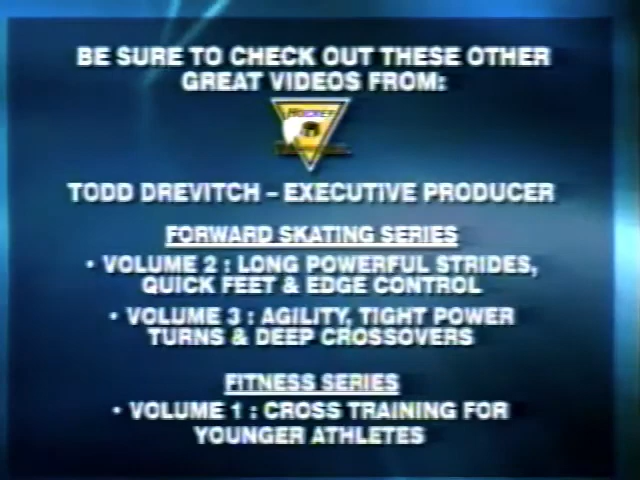 BE SURE TO CHECK OUT THESE OTHER
GREAT VIDEOS FROM:
HOCKEY
TODD DREVITCH – EXECUTIVE PRODUCER
FORWARD SKATING SERIES
• VOLUME 2 : LONG POWERFUL STRIDES,
QUICK FEET & EDGE CONTROL
• VOLUME 3 : AGILITY, TIGHT POWER
TURNS & DEEP CROSSOVERS
FITNESS SERIES
• VOLUME 1 : CROSS TRAINING FOR
YOUNGER ATHLETES